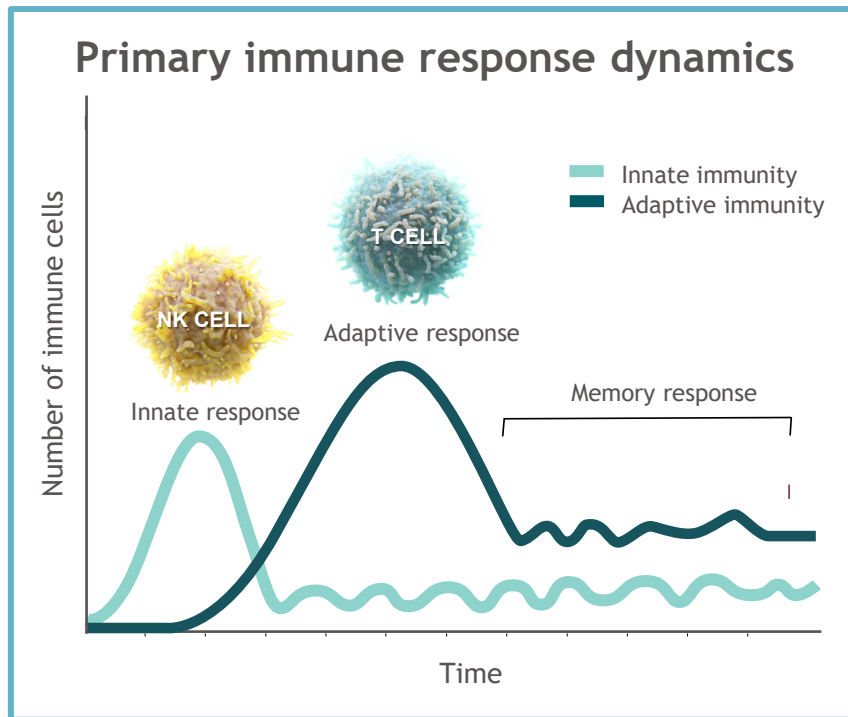 Primary immune response dynamics
Number of immune cells
Innate immunity
Adaptive immunity
T CELL
NK CELL
Adaptive response
Innate response
Memory response
Time